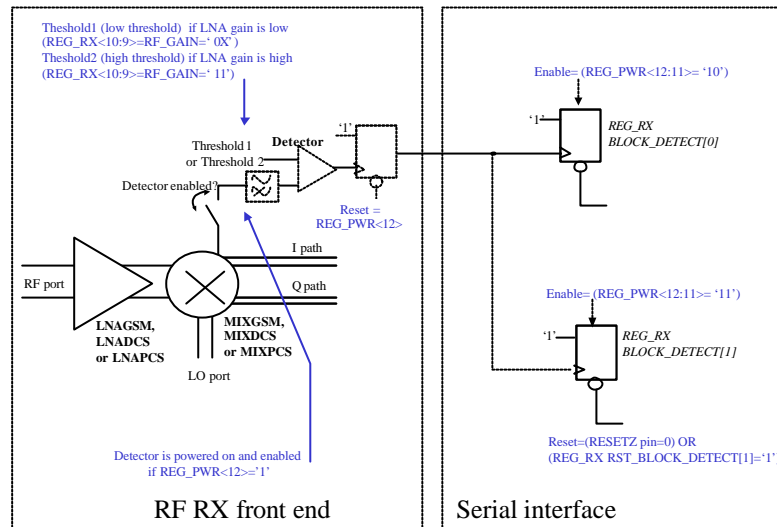 Theshold1 (low threshold) if LNA gain is low
(REG_RX<10:9>=RF_GAIN=‘ 0X’)
Theshold2 (high threshold) if LNA gain is high
(REG_RX<10:9>=RF_GAIN=‘ 11’)
Threshold 1
or Threshold 2
Detector
‘1’
Detector enabled?
Reset =
REG_PWR<12>
I path
RF port
Q path
LNAGSM,
LNADCS
or LNAPCS
MIXGSM,
MIXDCS
or MIXPCS
LO port
Detector is powered on and enabled
if REG_PWR<12>=’1’
RF RX front end
Enable= (REG_PWR<12:11>= ‘10’)
‘1’
REG_RX
BLOCK_DETECT[0]
Enable= (REG_PWR<12:11>= ‘11’)
‘1’
REG_RX
BLOCK_DETECT[1]
Reset=(RESETZ pin=0) OR
(REG_RX RST_BLOCK_DETECT[1]=‘1’)
Serial interface